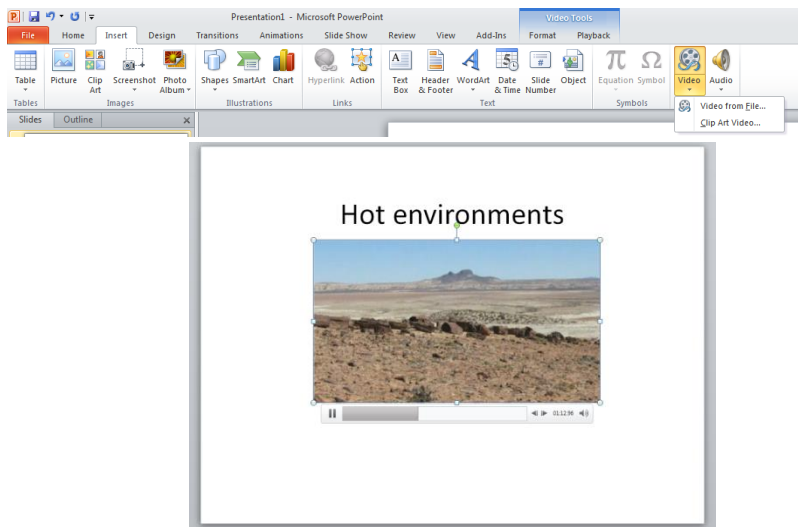 Presentation1 - Microsoft PowerPoint
Video Tools
File Home Insert Design Transitions Animations Slide Show Review View Add-Ins Format Playback
Table Picture Clip Art Screenshot Photo Album Shapes SmartArt Chart Hyperlink Action Text Box Header & Footer WordArt Date & Time Slide Number Object Equation Symbol Video Audio
Tables Images Illustrations Links Text Symbols
Video from File...
Clip Art Video...
Slides Outline
Hot environments
01:12.96